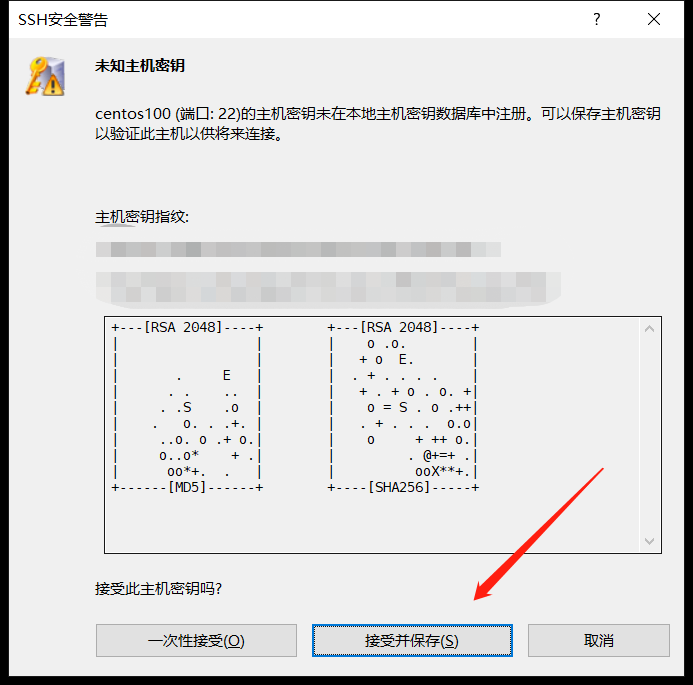 SSH安全警告
?
未知主机密钥
centos100 (端口: 22)的主机密钥未在本地主机密钥数据库中注册。可以保存主机密钥
以验证此主机以供将来连接。
主机密钥指纹:
+---[RSA 2048]----+        +---[RSA 2048]----+
|                 |        |    o .o.        |
|                 |        |   + o  E.       |
|       .     E   |        |  . + . . . .    |
|      . .    ..  |        |   + . + o . o. +|
|     . .S    .o  |        |    o = S . o .++|
|    .   o. . .+. |        |   . + . . .  o.o|
|     ..o. o .+ o.|        |    o     + ++ o.|
|     o..o*    + .|        |         . @+=+ .|
|      oo*+.  .   |        |          ooX**+.|
+------[MD5]------+        +----[SHA256]-----+
接受此主机密钥吗?
一次性接受(O) 接受并保存(S) 取消